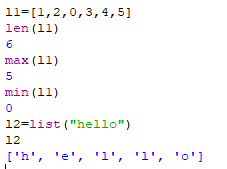 l1=[1,2,0,3,4,5]
len(l1)
6
max(l1)
5
min(l1)
0
l2=list("hello")
l2
['h', 'e', 'l', 'l', 'o']